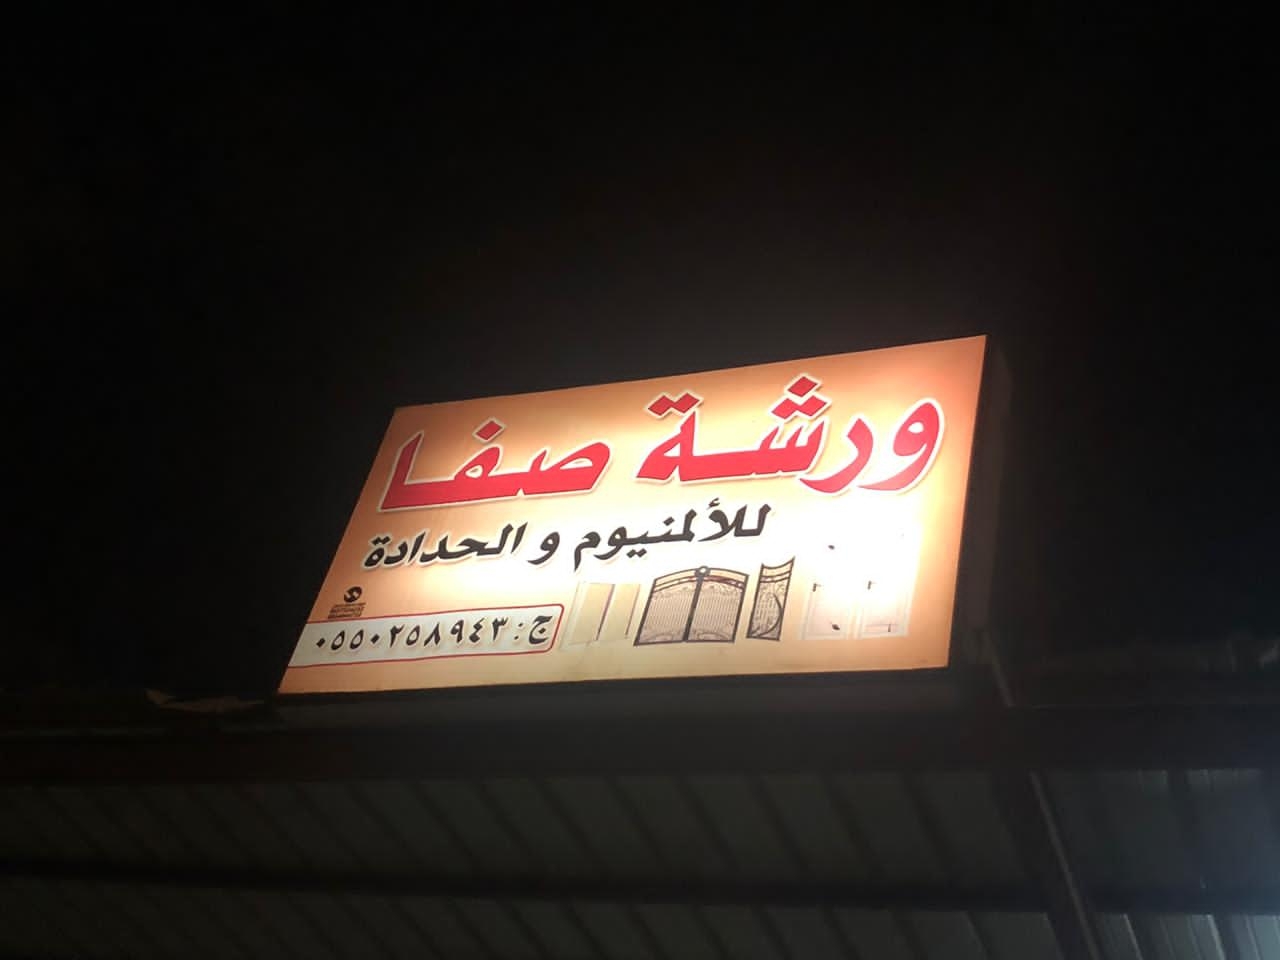 ورشة صفا
للألمنيوم و الحدادة
ج: ٠٥٥٠٢٥٨٩٤٣